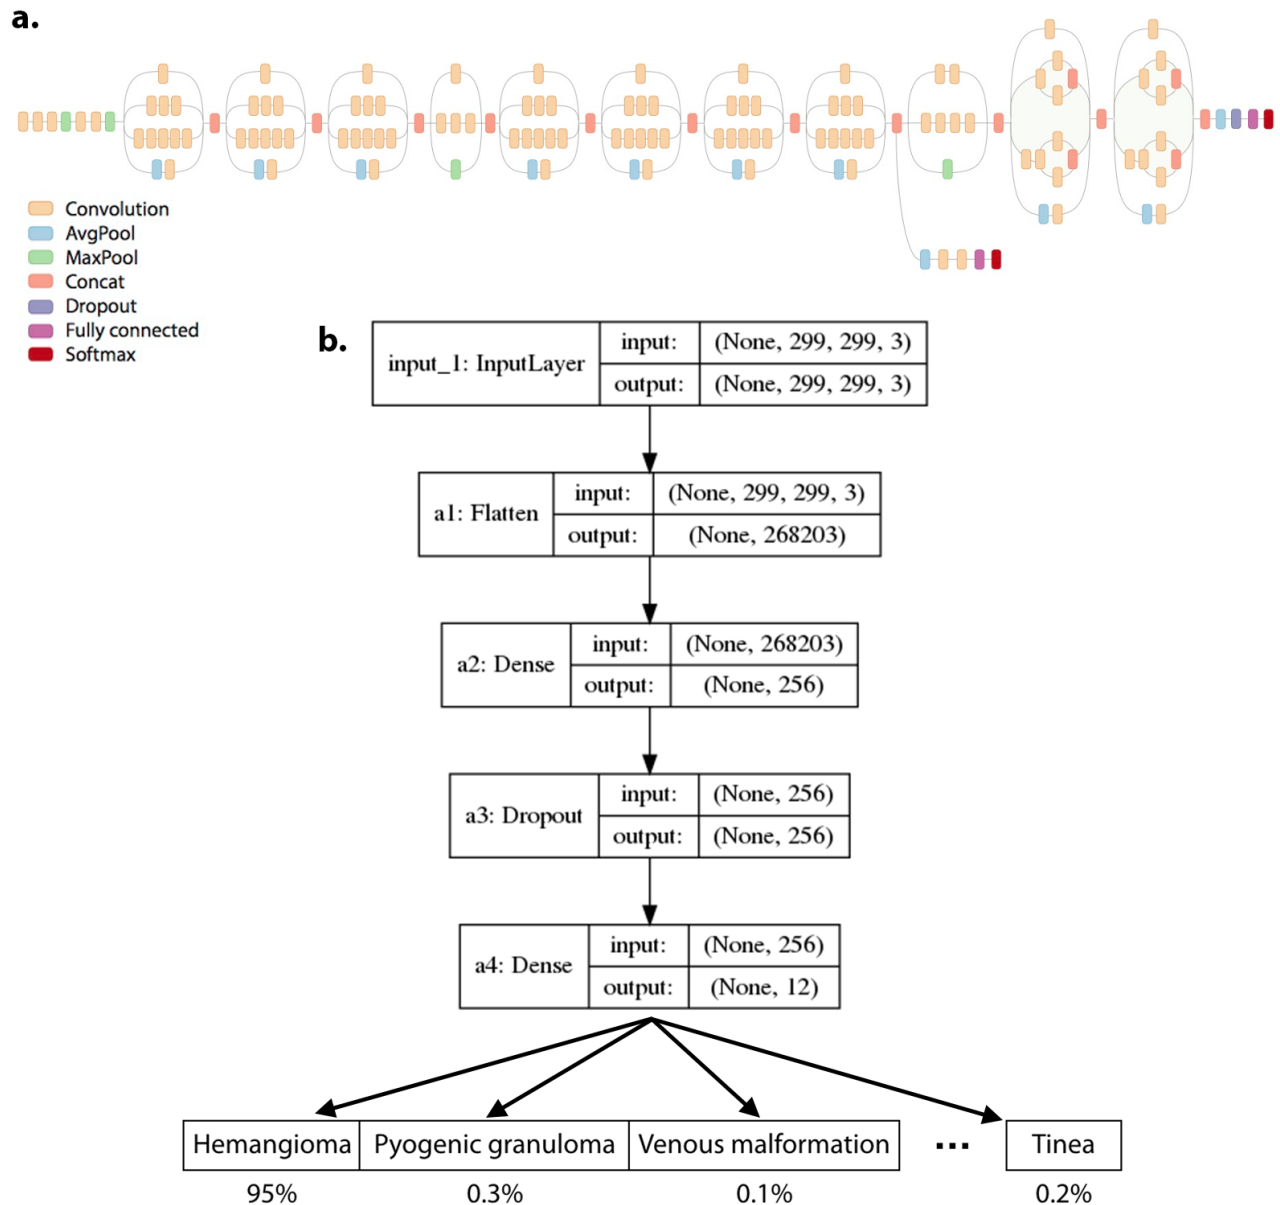 a.
Convolution
AvgPool
MaxPool
Concat
Dropout
Fully connected
Softmax
b.
input_1: InputLayer
input: (None, 299, 299, 3)
output: (None, 299, 299, 3)
a1: Flatten
input: (None, 299, 299, 3)
output: (None, 268203)
a2: Dense
input: (None, 268203)
output: (None, 256)
a3: Dropout
input: (None, 256)
output: (None, 256)
a4: Dense
input: (None, 256)
output: (None, 12)
Hemangioma Pyogenic granuloma Venous malformation ... Tinea
95% 0.3% 0.1% 0.2%